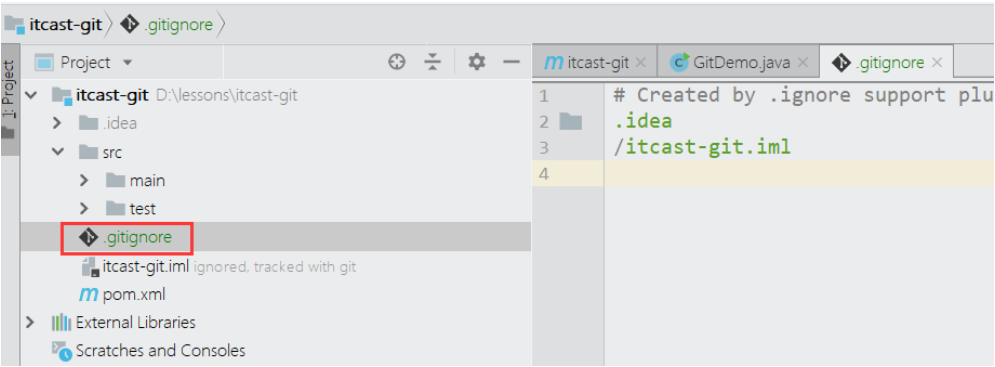 itcast-git .gitignore
1: Project
Project
itcast-git D:\lessons\itcast-git
.idea
src
main
test
.gitignore
itcast-git.iml ignored, tracked with git
m pom.xml
External Libraries
Scratches and Consoles
m itcast-git × C GitDemo.java × .gitignore ×
1 # Created by .ignore support plu
2 .idea
3 /itcast-git.iml
4